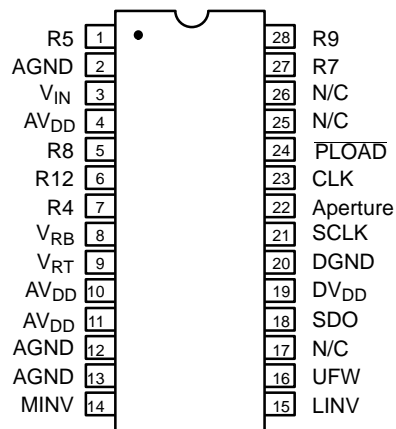 R5 1 28 R9
AGND 2 27 R7
VIN 3 26 N/C
AVDD 4 25 N/C
R8 5 24 PLOAD
R12 6 23 CLK
R4 7 22 Aperture
VRB 8 21 SCLK
VRT 9 20 DGND
AVDD 10 19 DVDD
AVDD 11 18 SDO
AGND 12 17 N/C
AGND 13 16 UFW
MINV 14 15 LINV